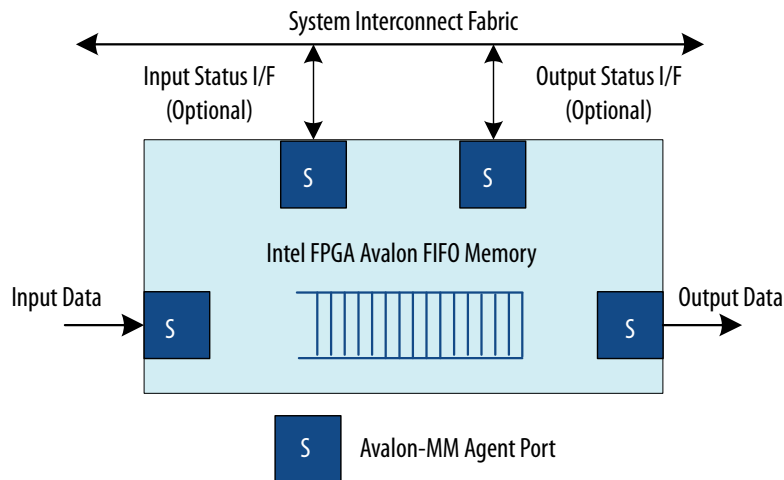 System Interconnect Fabric
Input Status I/F
(Optional)
Output Status I/F
(Optional)
S
S
Intel FPGA Avalon FIFO Memory
Input Data
S
S
Output Data
S
Avalon-MM Agent Port